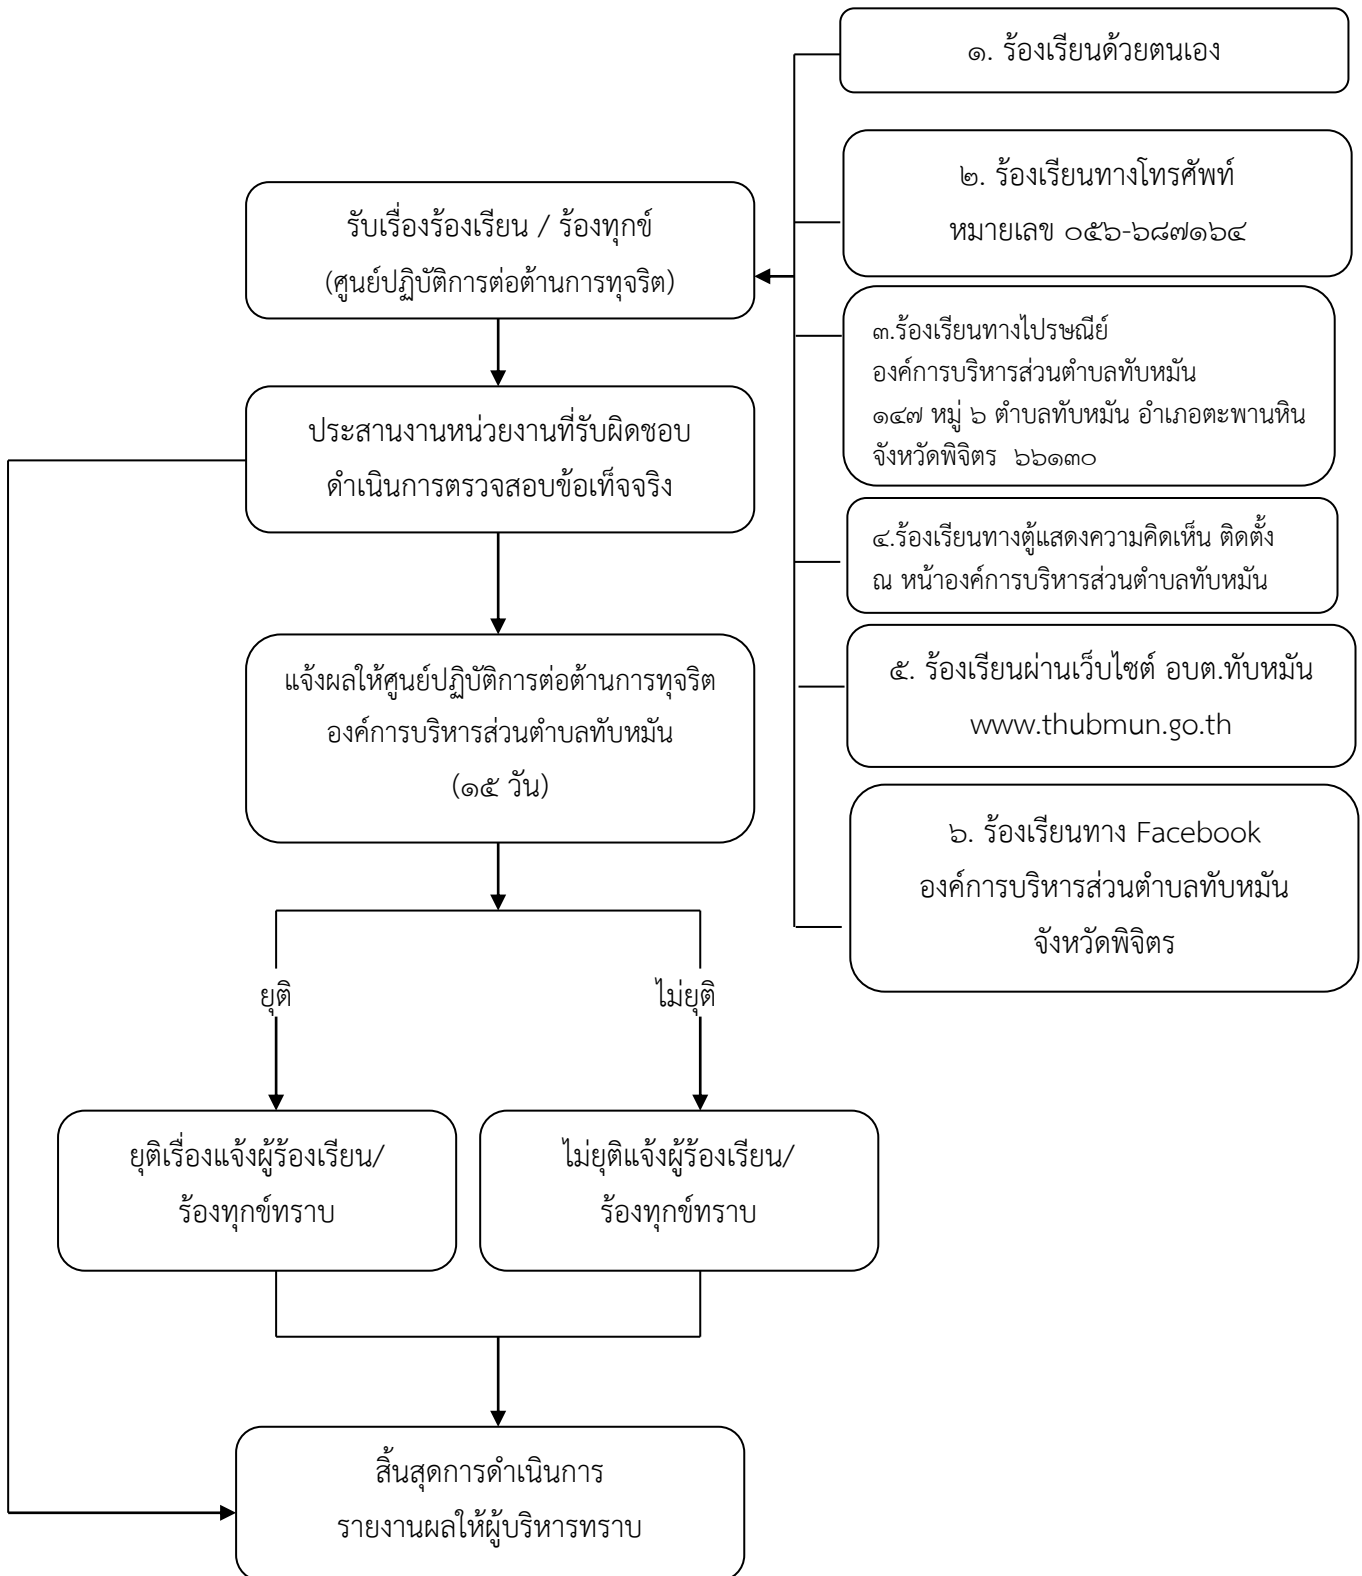 ๑. ร้องเรียนด้วยตนเอง
๒. ร้องเรียนทางโทรศัพท์
หมายเลข ๐๕๖-๖๘๗๑๖๔
รับเรื่องร้องเรียน / ร้องทุกข์
(ศูนย์ปฏิบัติการต่อต้านการทุจริต)
๓.ร้องเรียนทางไปรษณีย์
องค์การบริหารส่วนตำบลทับหมัน
๑๔๗ หมู่ ๖ ตำบลทับหมัน อำเภอตะพานหิน
จังหวัดพิจิตร ๖๖๑๓๐
ประสานงานหน่วยงานที่รับผิดชอบ
ดำเนินการตรวจสอบข้อเท็จจริง
๔.ร้องเรียนทางตู้แสดงความคิดเห็น ติดตั้ง
ณ หน้าองค์การบริหารส่วนตำบลทับหมัน
แจ้งผลให้ศูนย์ปฏิบัติการต่อต้านการทุจริต
องค์การบริหารส่วนตำบลทับหมัน
(๑๕ วัน)
๕. ร้องเรียนผ่านเว็บไซต์ อบต.ทับหมัน
www.thubmun.go.th
๖. ร้องเรียนทาง Facebook
องค์การบริหารส่วนตำบลทับหมัน
จังหวัดพิจิตร
ยุติ
ไม่ยุติ
ยุติเรื่องแจ้งผู้ร้องเรียน/
ร้องทุกข์ทราบ
ไม่ยุติแจ้งผู้ร้องเรียน/
ร้องทุกข์ทราบ
สิ้นสุดการดำเนินการ
รายงานผลให้ผู้บริหารทราบ